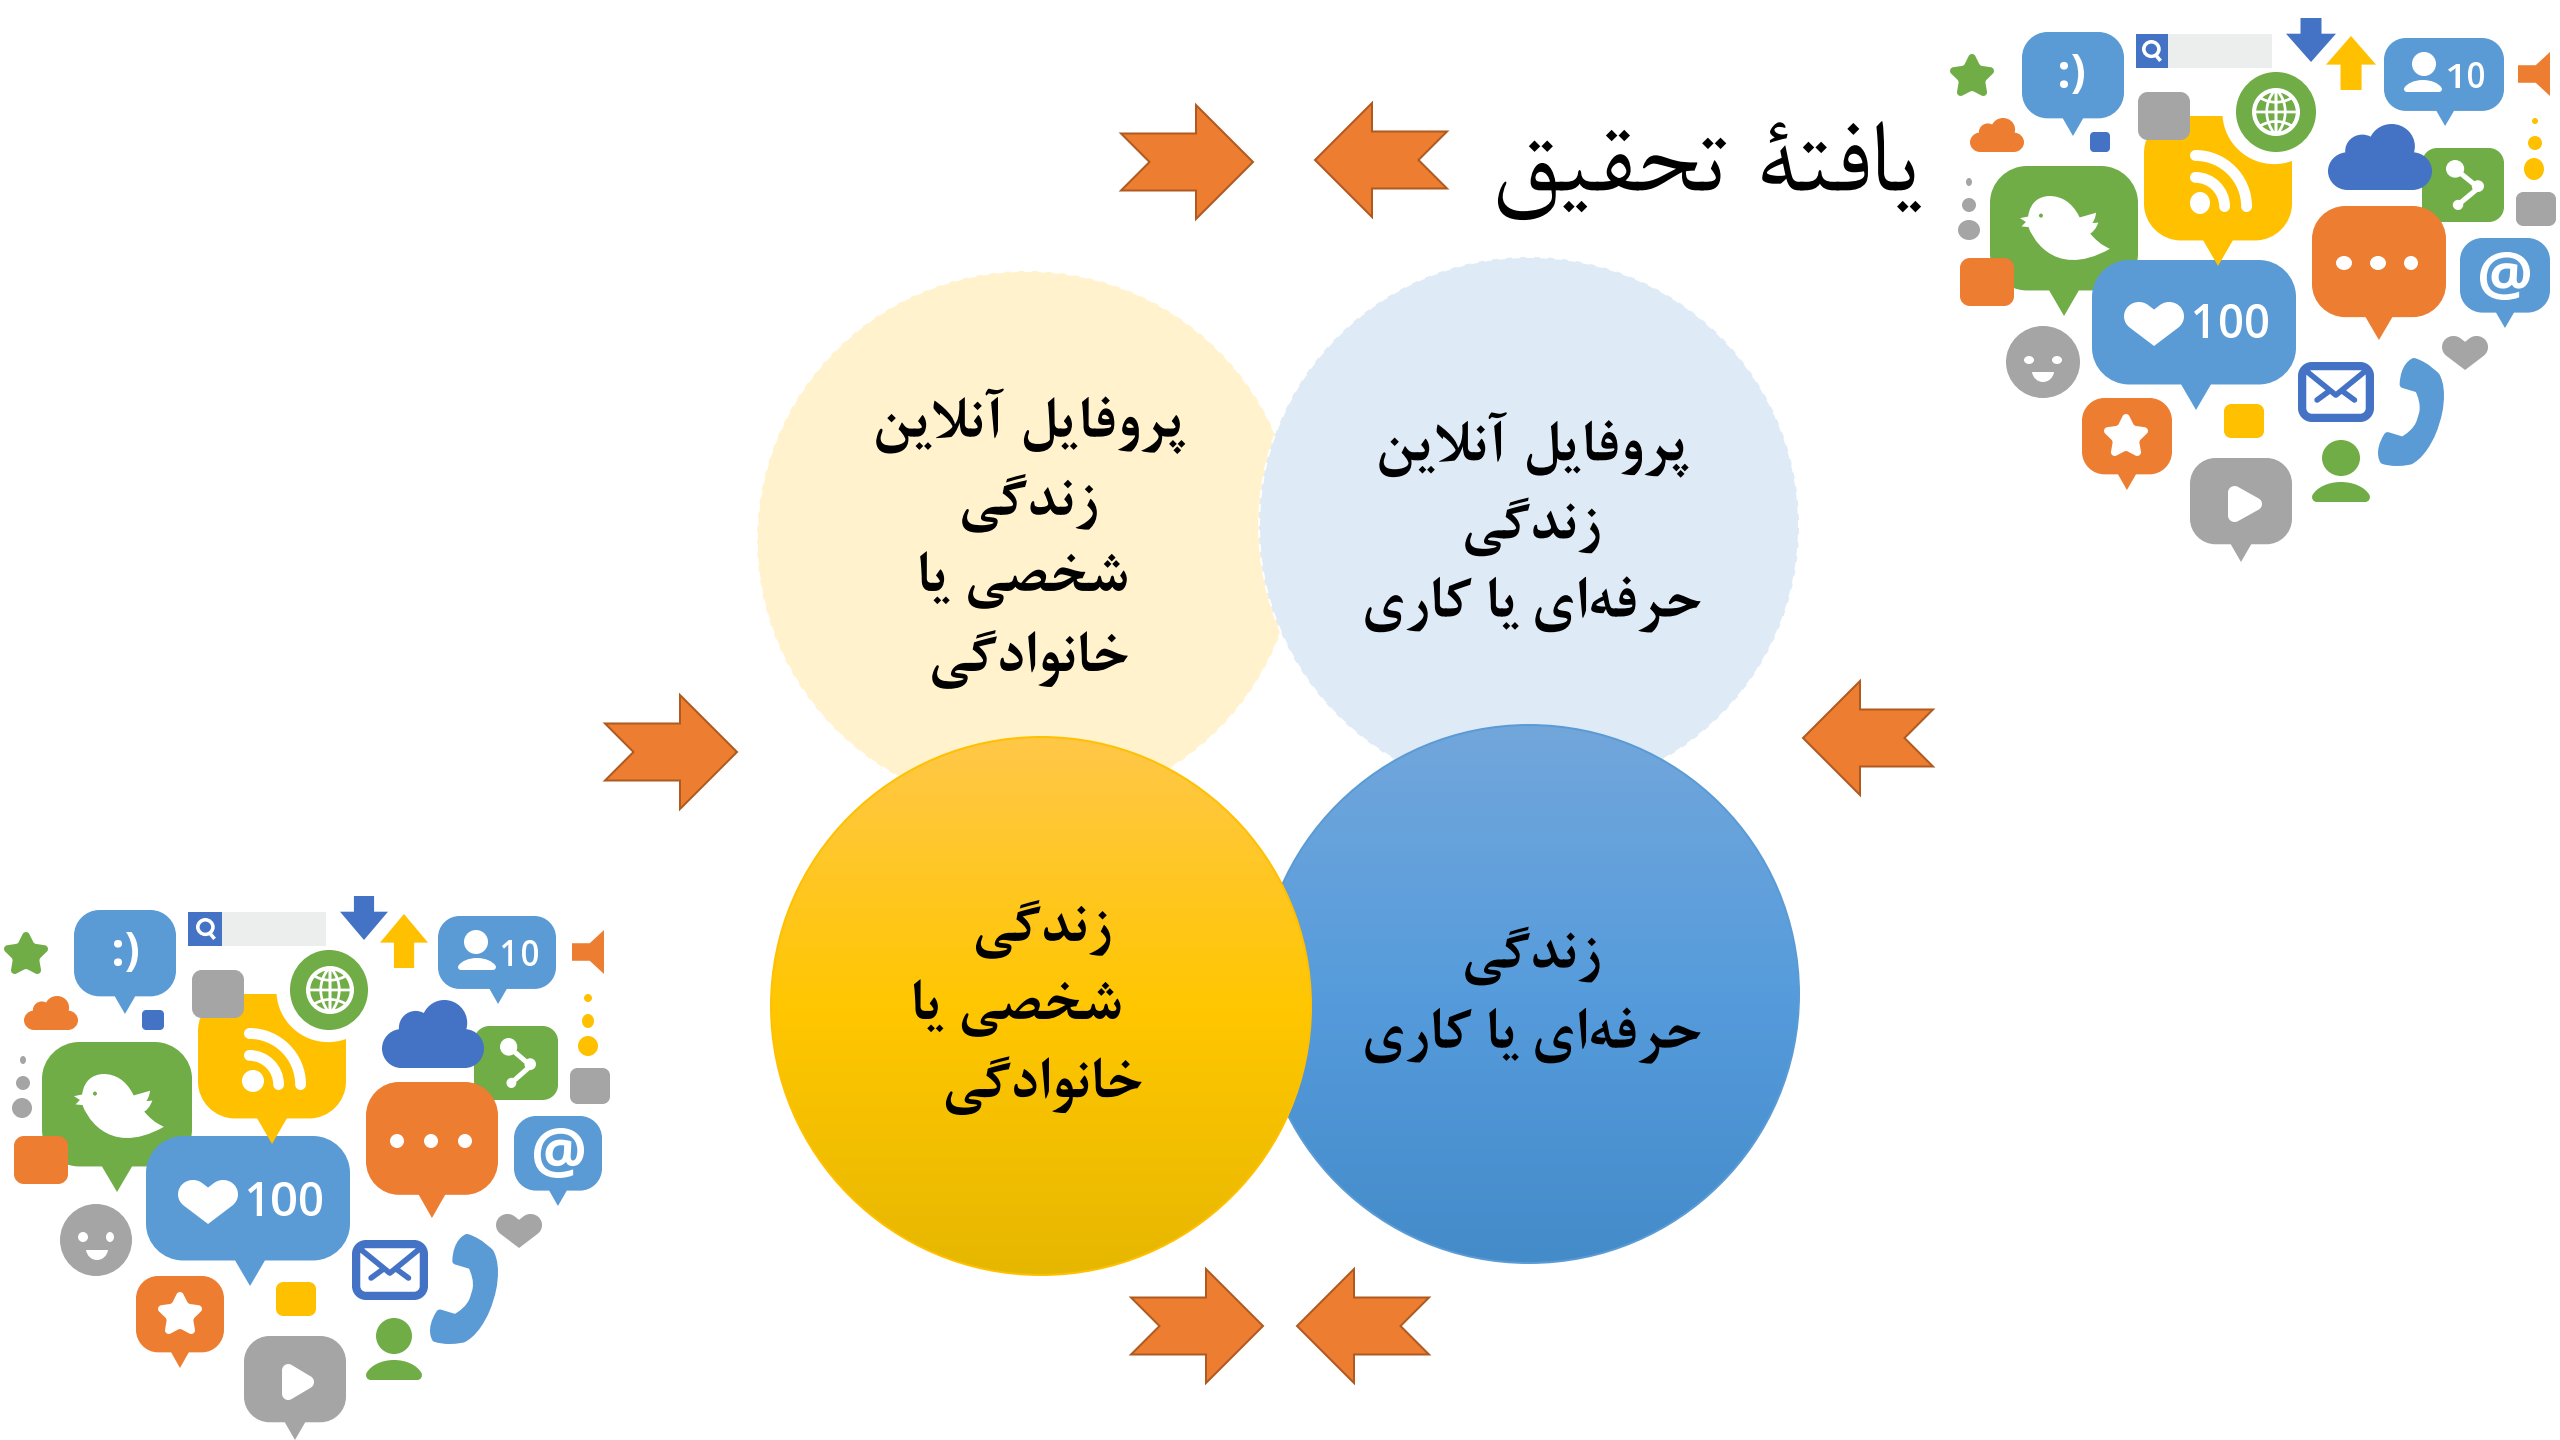 یافتهٔ تحقیق
:)
10
100
@
پروفایل آنلاین
زندگی
حرفه‌ای یا کاری
پروفایل آنلاین
زندگی
شخصی یا
خانوادگی
زندگی
حرفه‌ای یا کاری
زندگی
شخصی یا
خانوادگی
:)
10
100
@